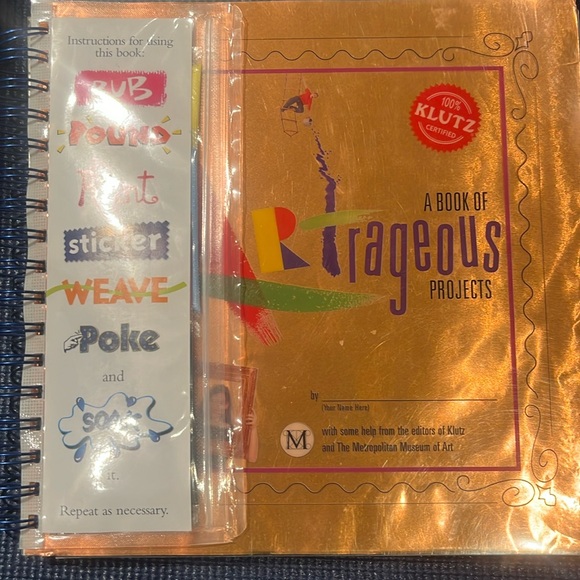 Instructions for using
this book:
RUB
POUND
Paint
sticker
WEAVE
Poke
and
SOAK
it.
Repeat as necessary.
100%
KLUTZ
CERTIFIED
A BOOK OF
ARTrageous
PROJECTS
by
(Your Name Here)
M
with some help from the editors of Klutz
and The Metropolitan Museum of Art